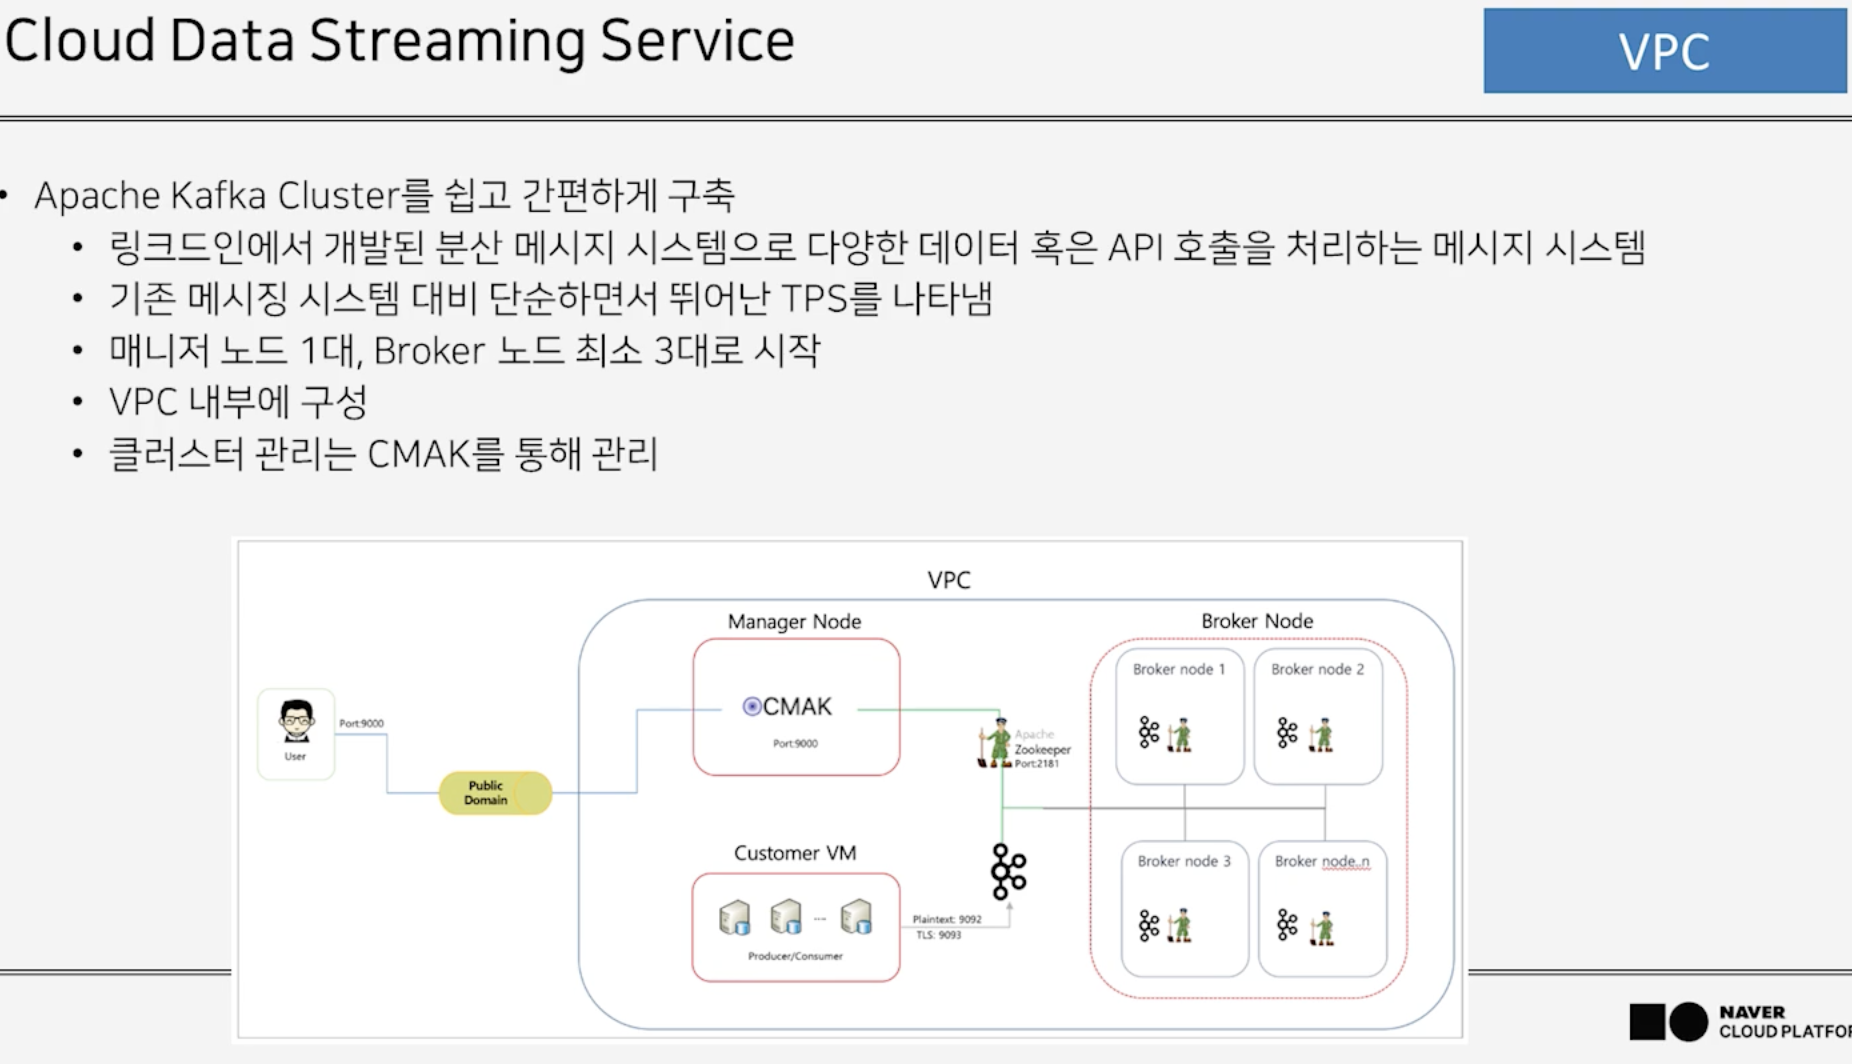 Cloud Data Streaming Service
VPC
• Apache Kafka Cluster를 쉽고 간편하게 구축
• 링크드인에서 개발된 분산 메시지 시스템으로 다양한 데이터 혹은 API 호출을 처리하는 메시지 시스템
• 기존 메시징 시스템 대비 단순하면서 뛰어난 TPS를 나타냄
• 매니저 노드 1대, Broker 노드 최소 3대로 시작
• VPC 내부에 구성
• 클러스터 관리는 CMAK를 통해 관리
VPC
Manager Node
Broker Node
Broker node 1
Broker node 2
CMAK
Port:9000
Port:9000
User
Public
Domain
Apache
Zookeeper
Port:2181
Customer VM
Broker node 3
Broker node..n
Plaintext: 9092
TLS: 9093
...
Producer/Consumer
NAVER
CLOUD PLATFOR